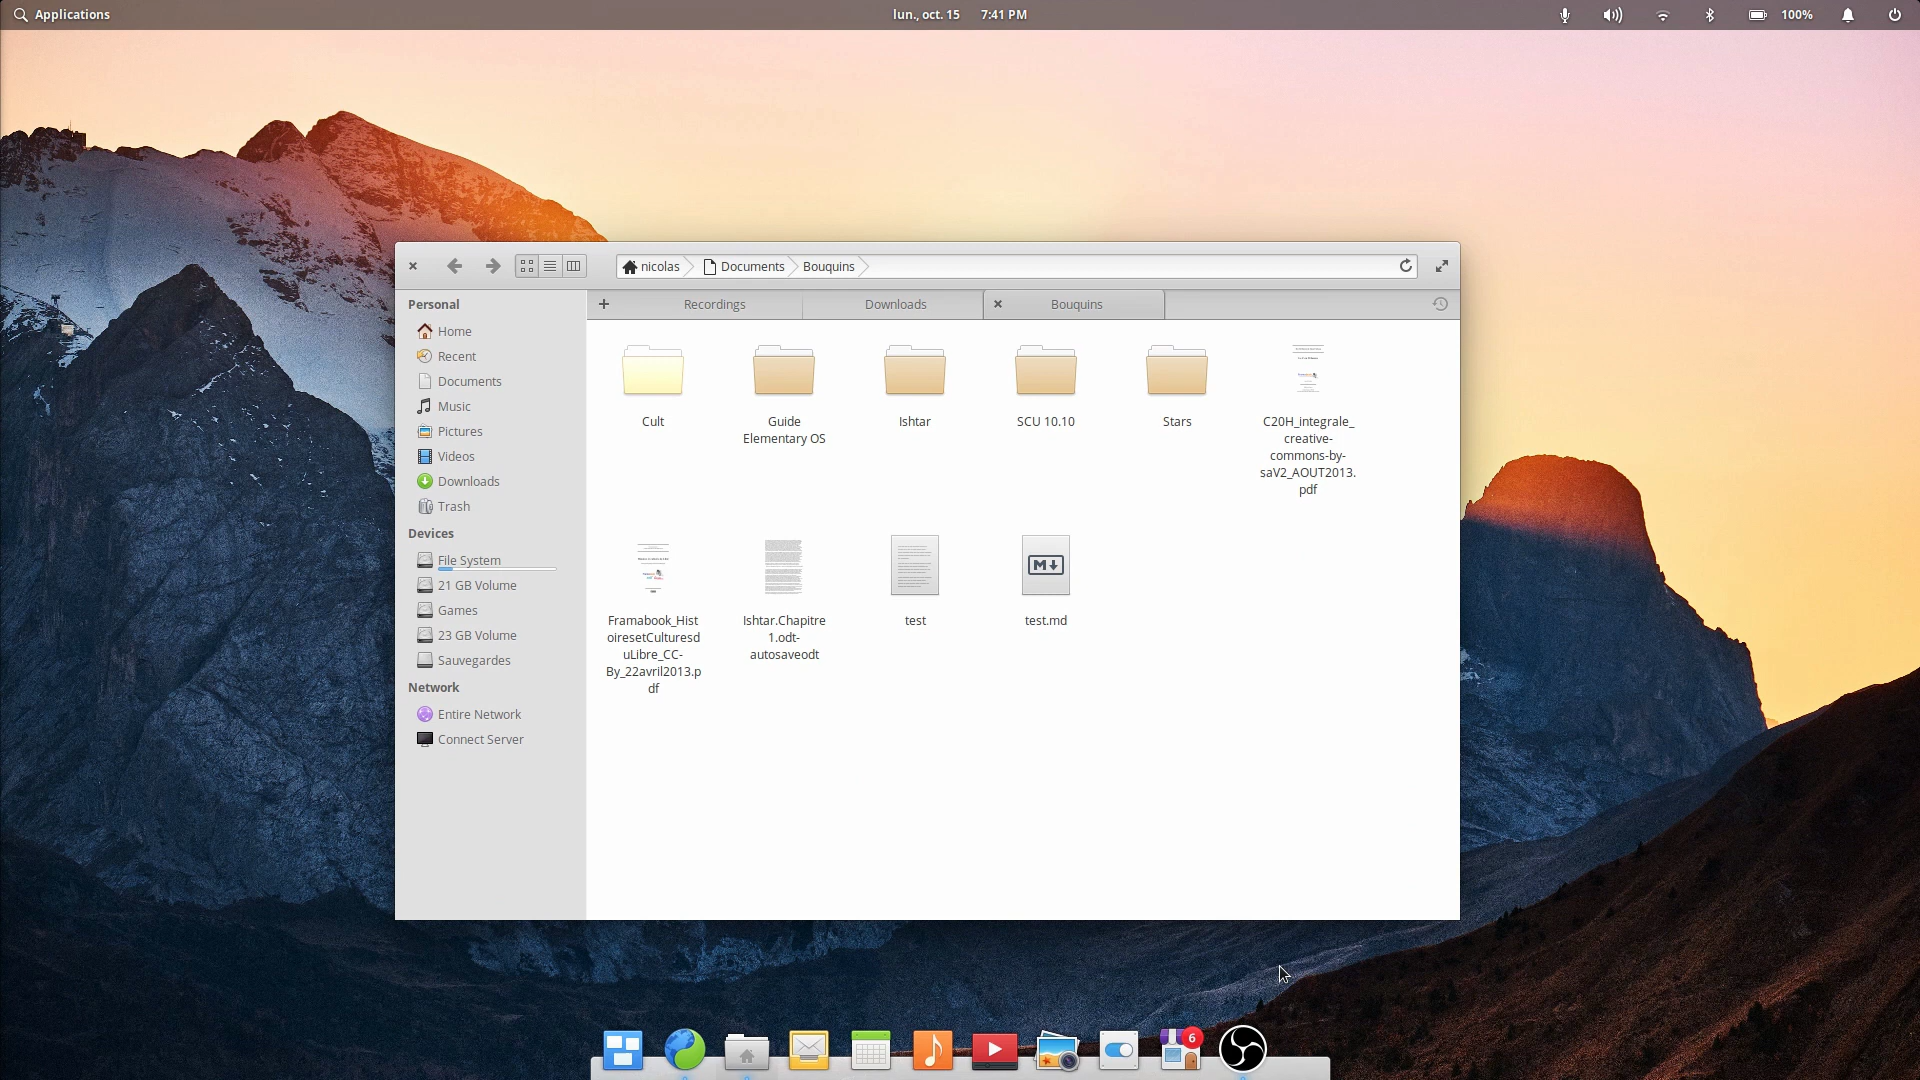 Applications
lun., oct. 15 7:41 PM
100%
nicolas Documents Bouquins
Personal
Home
Recent
Documents
Music
Pictures
Videos
Downloads
Trash
Devices
File System
21 GB Volume
Games
23 GB Volume
Sauvegardes
Network
Entire Network
Connect Server
Recordings Downloads Bouquins
Cult
Guide
Elementary OS
Ishtar
SCU 10.10
Stars
C20H_integrale_
creative-
commons-by-
saV2_AOUT2013.
pdf
Framabook_Hist
oiresetCulturesd
uLibre_CC-
By_22avril2013.p
df
Ishtar.Chapitre
1.odt-
autosaveodt
test
M
test.md
6